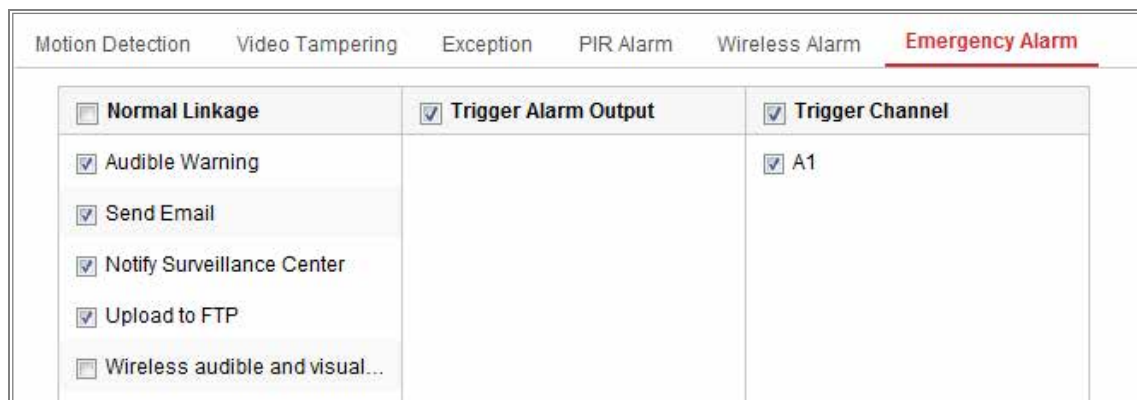 Motion Detection Video Tampering Exception PIR Alarm Wireless Alarm Emergency Alarm
Normal Linkage Trigger Alarm Output Trigger Channel
Audible Warning A1
Send Email
Notify Surveillance Center
Upload to FTP
Wireless audible and visual...